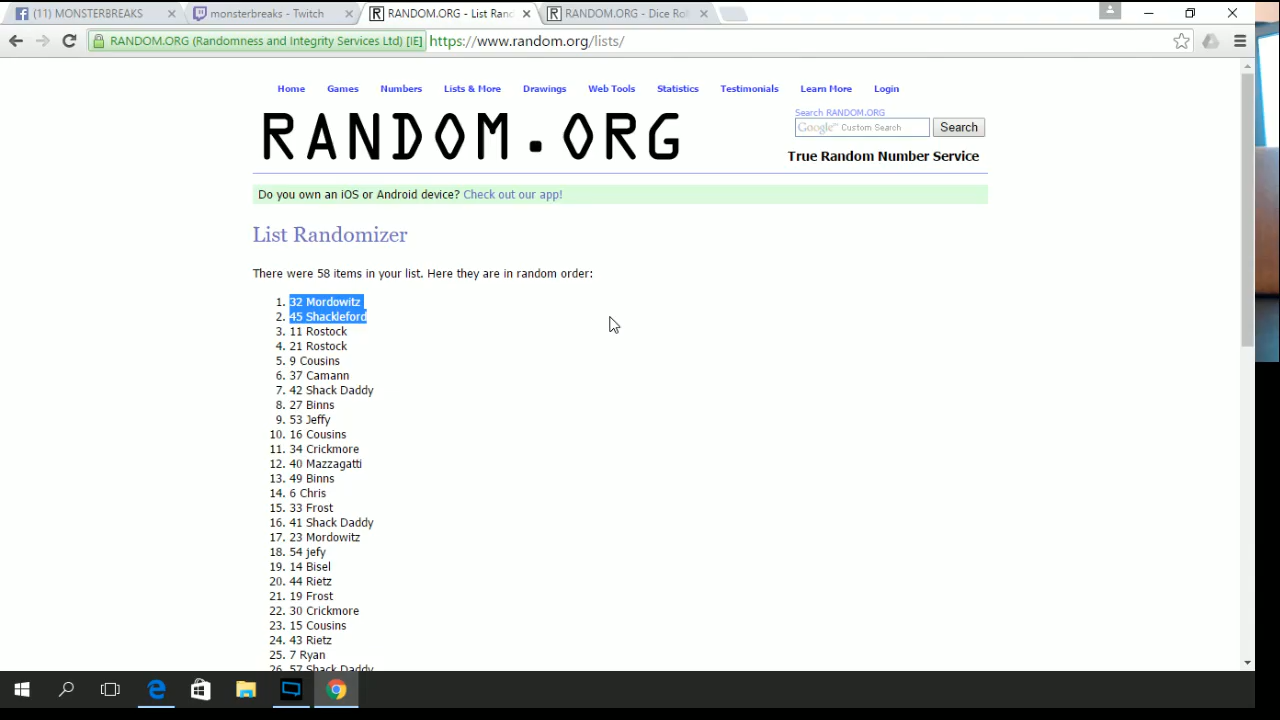 (11) MONSTERBREAKS
monsterbreaks - Twitch
RANDOM.ORG - List Ran
RANDOM.ORG - Dice Ro
RANDOM.ORG (Randomness and Integrity Services Ltd) [IE]
https://www.random.org/lists/
Home Games Numbers Lists & More Drawings Web Tools Statistics Testimonials Learn More Login
RANDOM.ORG
Search RANDOM.ORG
Google™ Custom Search
Search
True Random Number Service
Do you own an iOS or Android device? Check out our app!
List Randomizer
There were 58 items in your list. Here they are in random order:
1. 32 Mordowitz
2. 45 Shackleford
3. 11 Rostock
4. 21 Rostock
5. 9 Cousins
6. 37 Camann
7. 42 Shack Daddy
8. 27 Binns
9. 53 Jeffy
10. 16 Cousins
11. 34 Crickmore
12. 40 Mazzagatti
13. 49 Binns
14. 6 Chris
15. 33 Frost
16. 41 Shack Daddy
17. 23 Mordowitz
18. 54 jefy
19. 14 Bisel
20. 44 Rietz
21. 19 Frost
22. 30 Crickmore
23. 15 Cousins
24. 43 Rietz
25. 7 Ryan
26. 57 Shack Daddy